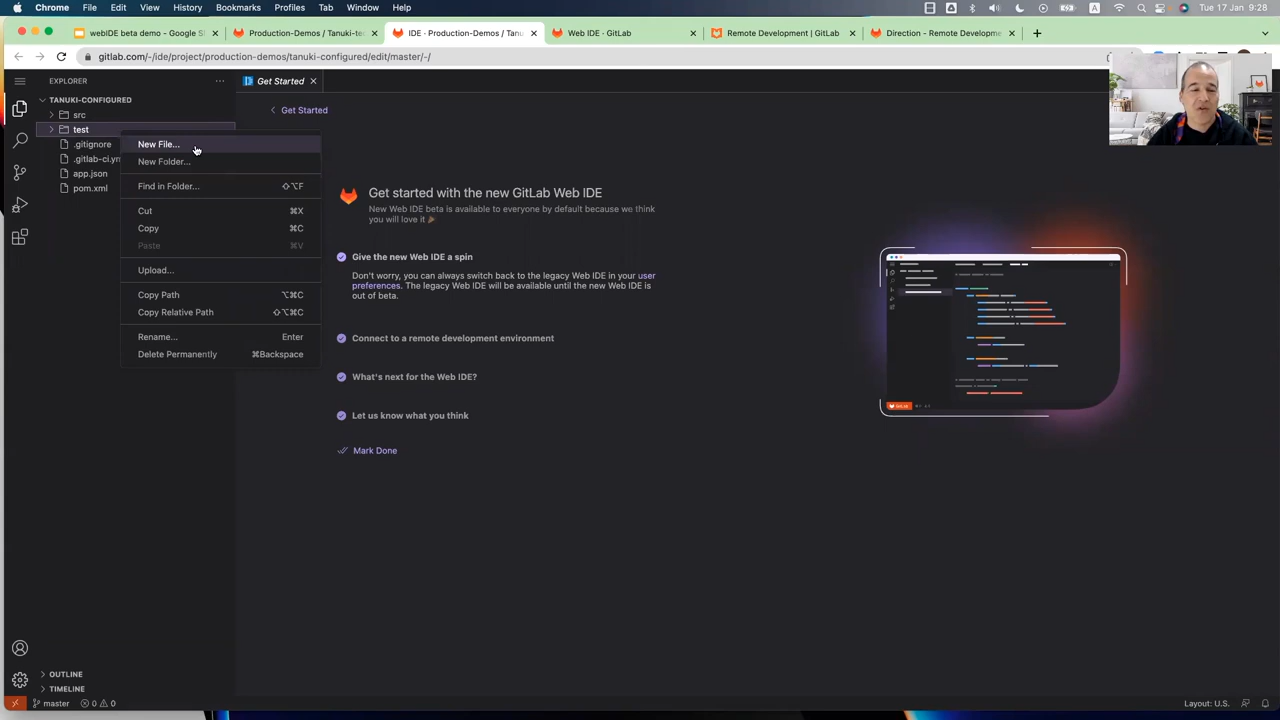 Chrome File Edit View History Bookmarks Profiles Tab Window Help
A
Tue 17 Jan 9:28
webIDE beta demo - Google S
Production-Demos / Tanuki-te
IDE · Production-Demos / Tan
Web IDE · GitLab
Remote Development | GitLab
Direction - Remote Developme
gitlab.com/-/ide/project/production-demos/tanuki-configured/edit/master/-/
EXPLORER
Get Started
TANUKI-CONFIGURED
src
test
.gitignore
.gitlab-ci.ym
app.json
pom.xml
New File...
New Folder...
Find in Folder... ⇧⌥F
Cut ⌘X
Copy ⌘C
Paste ⌘V
Upload...
Copy Path ⌥⌘C
Copy Relative Path ⇧⌥⌘C
Rename... Enter
Delete Permanently ⌘Backspace
Get Started
Get started with the new GitLab Web IDE
New Web IDE beta is available to everyone by default because we think
you will love it 🎉
Give the new Web IDE a spin
Don't worry, you can always switch back to the legacy Web IDE in your user
preferences. The legacy Web IDE will be available until the new Web IDE is
out of beta.
Connect to a remote development environment
What's next for the Web IDE?
Let us know what you think
Mark Done
OUTLINE
TIMELINE
master 0 0
Layout: U.S.